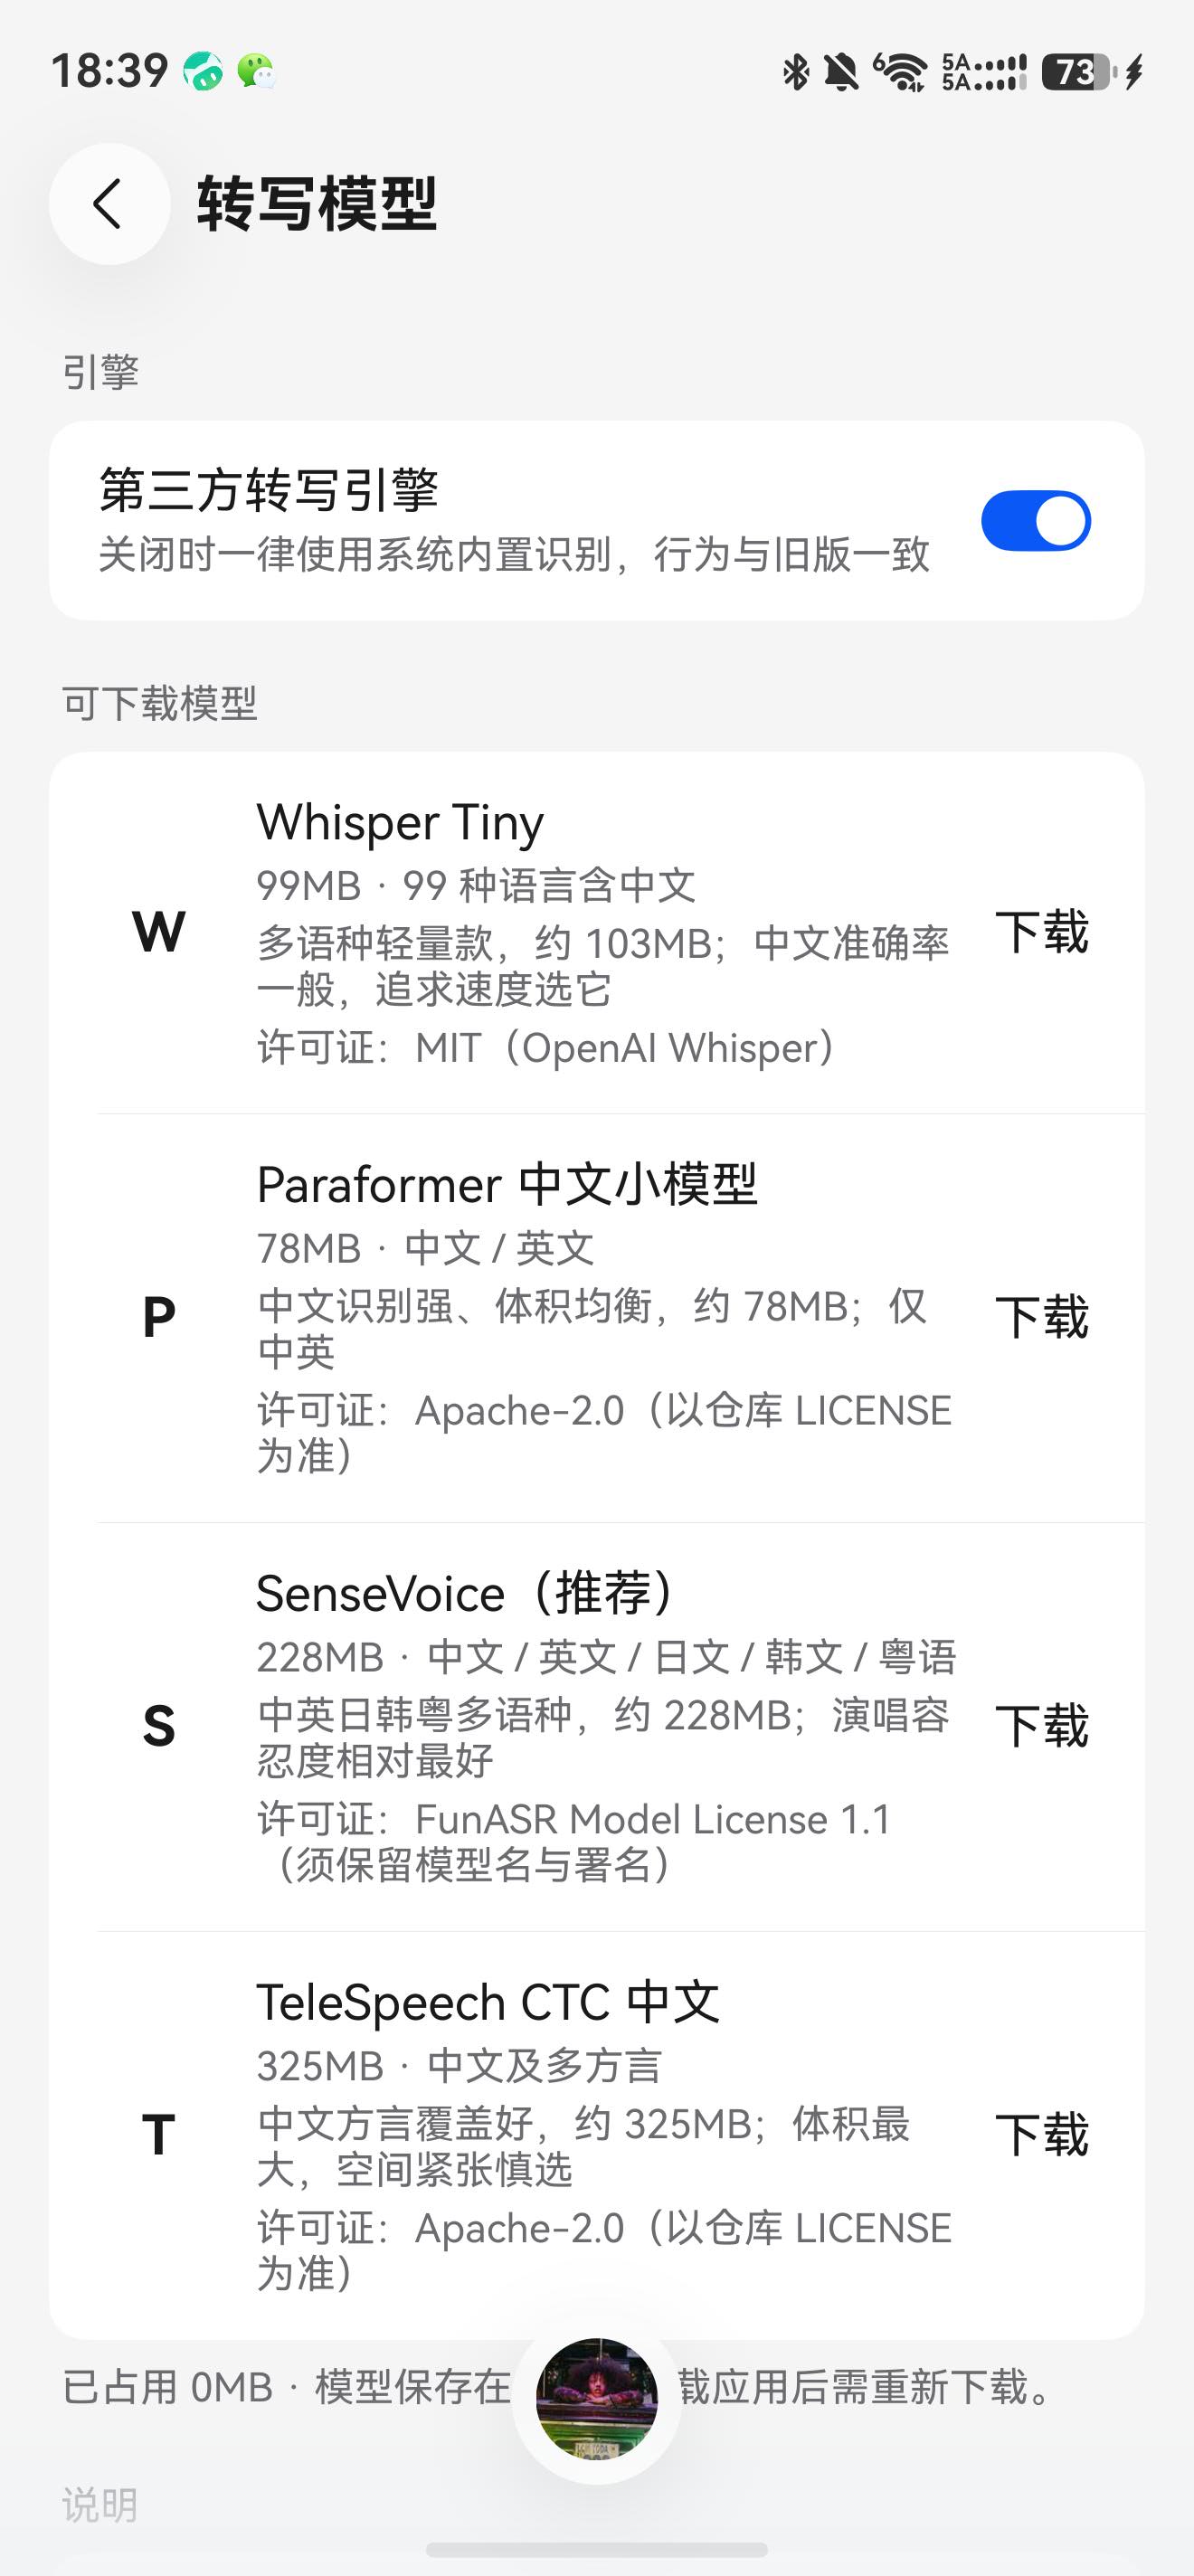 18:39
6
5A
5A
73
转写模型
引擎
第三方转写引擎
关闭时一律使用系统内置识别，行为与旧版一致
可下载模型
W
Whisper Tiny
99MB · 99 种语言含中文
多语种轻量款，约 103MB；中文准确率
一般，追求速度选它
许可证：MIT（OpenAI Whisper）
下载
P
Paraformer 中文小模型
78MB · 中文 / 英文
中文识别强、体积均衡，约 78MB；仅
中英
许可证：Apache-2.0（以仓库 LICENSE
为准）
下载
S
SenseVoice（推荐）
228MB · 中文 / 英文 / 日文 / 韩文 / 粤语
中英日韩粤多语种，约 228MB；演唱容
忍度相对最好
许可证：FunASR Model License 1.1
（须保留模型名与署名）
下载
T
TeleSpeech CTC 中文
325MB · 中文及多方言
中文方言覆盖好，约 325MB；体积最
大，空间紧张慎选
许可证：Apache-2.0（以仓库 LICENSE
为准）
下载
已占用 0MB · 模型保存在 载应用后需重新下载。
说明